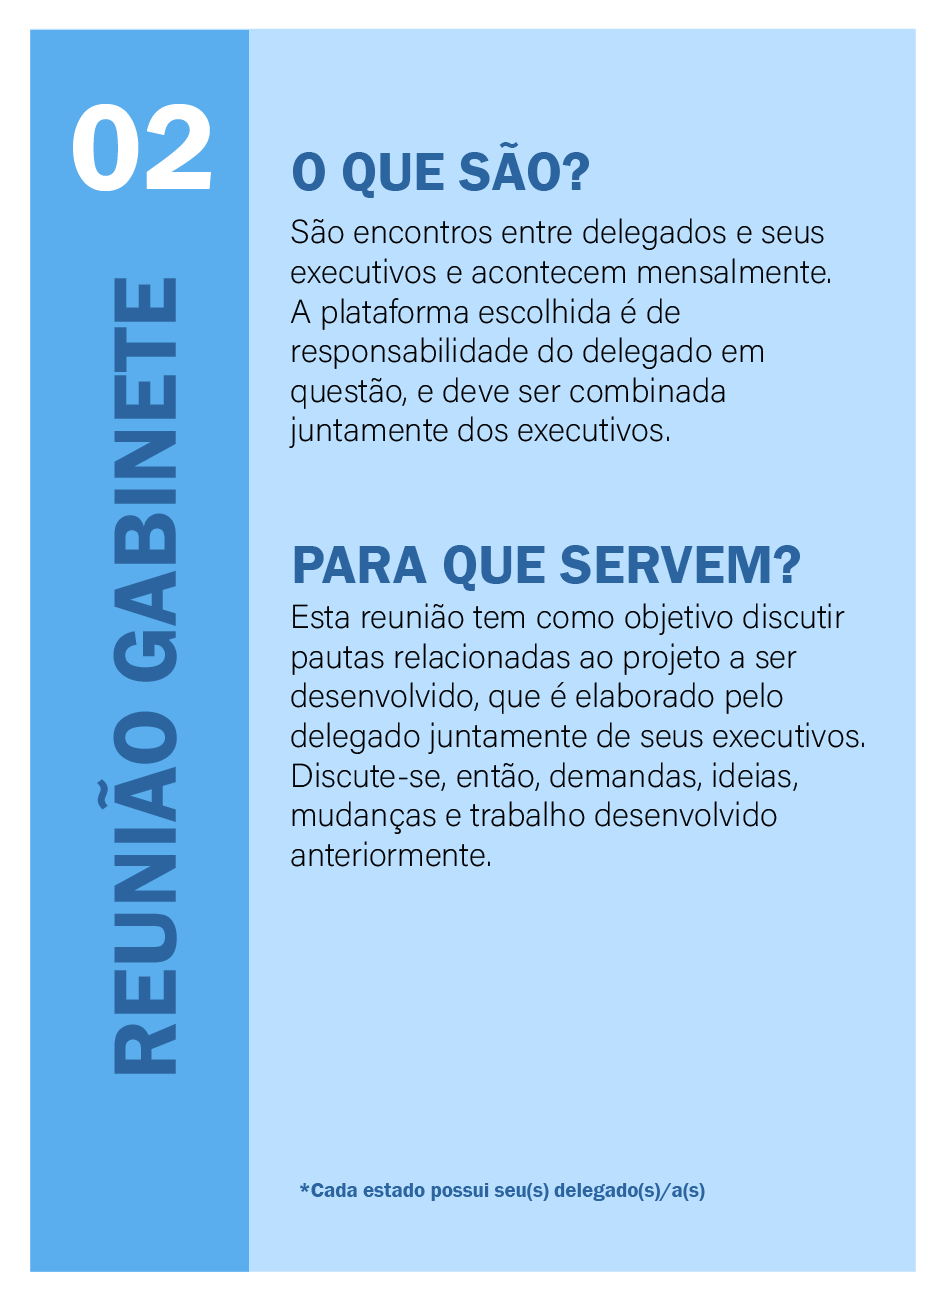 02
REUNIÃO GABINETE
O QUE SÃO?
São encontros entre delegados e seus
executivos e acontecem mensalmente.
A plataforma escolhida é de
responsabilidade do delegado em
questão, e deve ser combinada
juntamente dos executivos.
PARA QUE SERVEM?
Esta reunião tem como objetivo discutir
pautas relacionadas ao projeto a ser
desenvolvido, que é elaborado pelo
delegado juntamente de seus executivos.
Discute-se, então, demandas, ideias,
mudanças e trabalho desenvolvido
anteriormente.
*Cada estado possui seu(s) delegado(s)/a(s)